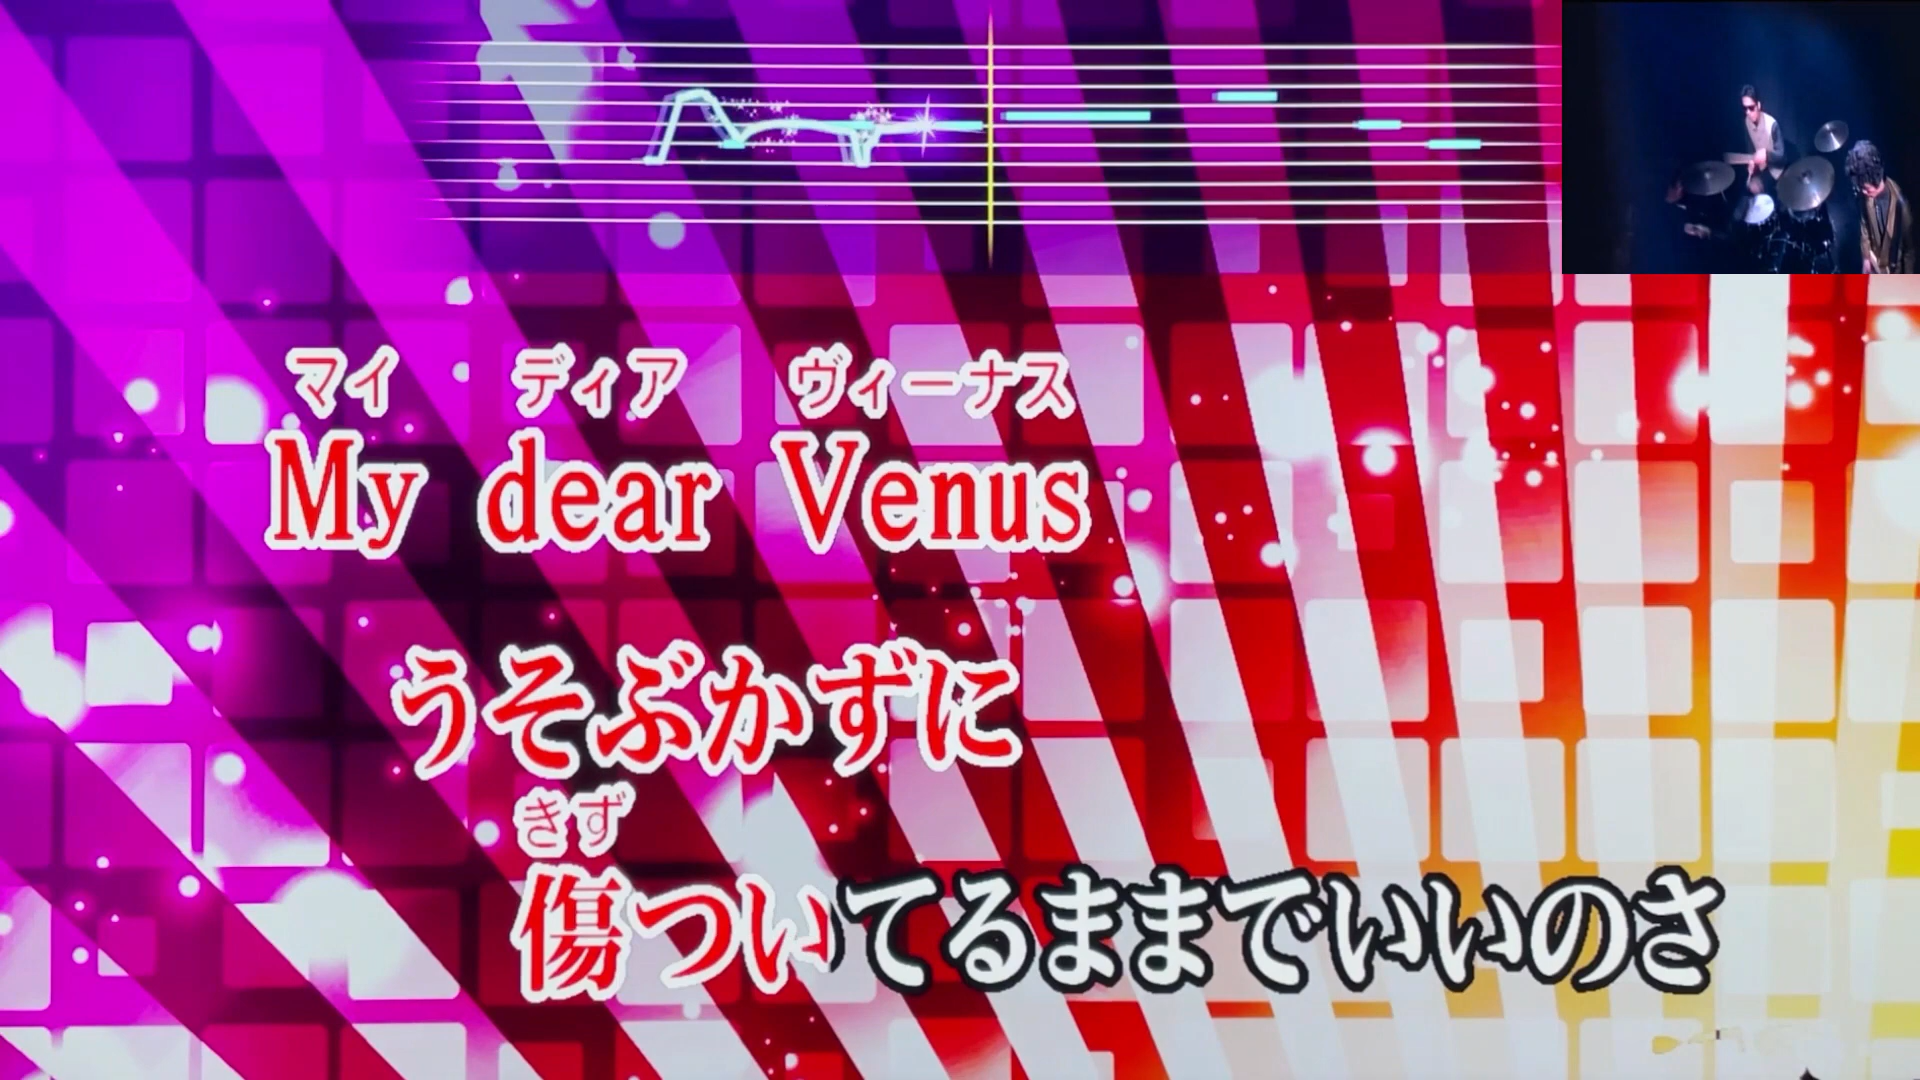 マイ ディア ヴィーナス
My dear Venus
うそぶかずに
きず
傷ついてるままでいいのさ